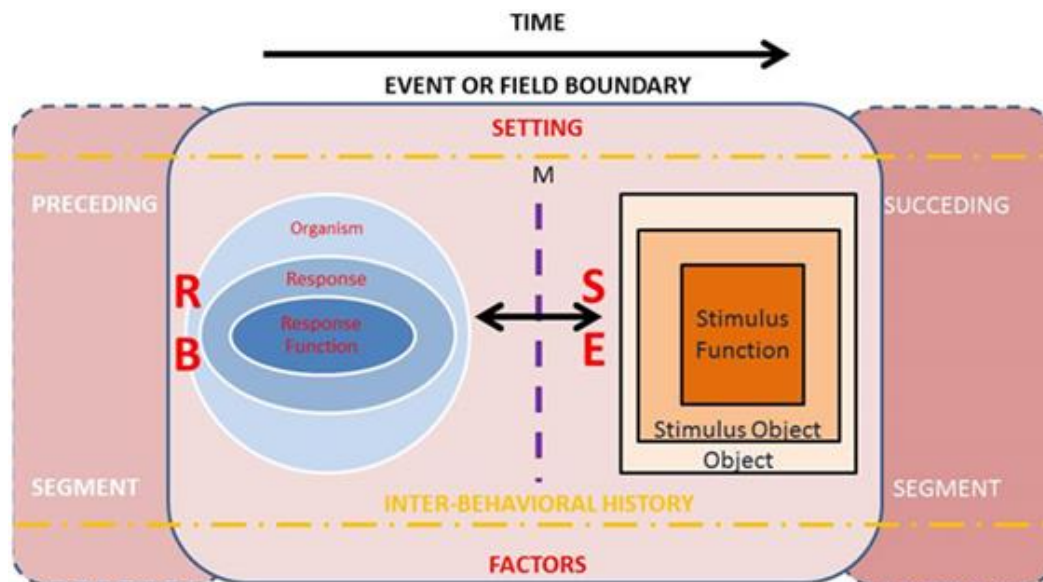 TIME
EVENT OR FIELD BOUNDARY
SETTING
M
PRECEDING
SUCCEDING
Organism
Response
R
S
Response
Function
Stimulus
Function
B
E
Stimulus Object
Object
SEGMENT
SEGMENT
INTER-BEHAVIORAL HISTORY
FACTORS